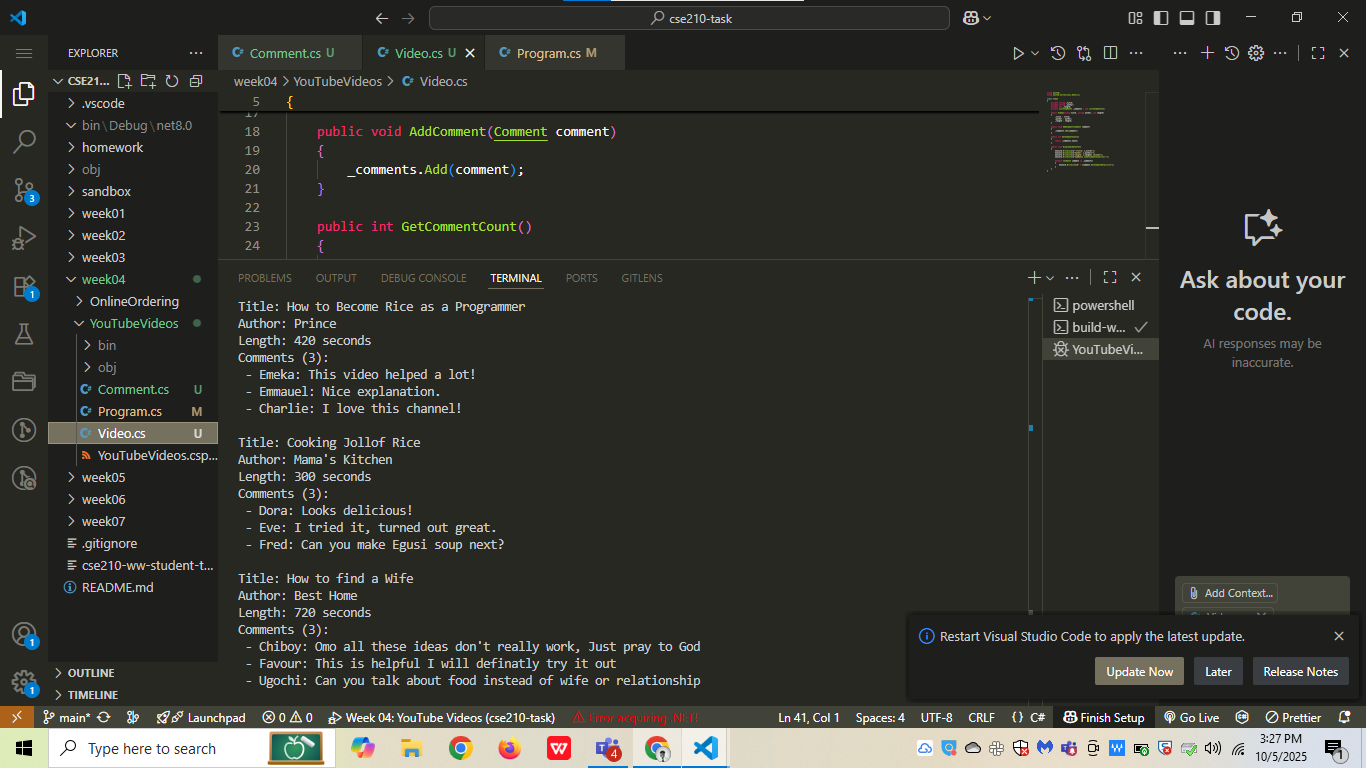 cse210-task
EXPLORER
Comment.cs U
Video.cs U
Program.cs M
CSE21...
week04 > YouTubeVideos > Video.cs
.vscode
bin\Debug\net8.0
homework
obj
sandbox
week01
week02
week03
week04
OnlineOrdering
YouTubeVideos
bin
obj
Comment.cs U
Program.cs M
Video.cs U
YouTubeVideos.csp...
week05
week06
week07
.gitignore
cse210-ww-student-t...
README.md
OUTLINE
TIMELINE
3
1
1
1
5 {
17
18 public void AddComment(Comment comment)
19 {
20 _comments.Add(comment);
21 }
22
23 public int GetCommentCount()
24 {
PROBLEMS OUTPUT DEBUG CONSOLE TERMINAL PORTS GITLENS
Title: How to Become Rice as a Programmer
Author: Prince
Length: 420 seconds
Comments (3):
- Emeka: This video helped a lot!
- Emmauel: Nice explanation.
- Charlie: I love this channel!
Title: Cooking Jollof Rice
Author: Mama's Kitchen
Length: 300 seconds
Comments (3):
- Dora: Looks delicious!
- Eve: I tried it, turned out great.
- Fred: Can you make Egusi soup next?
Title: How to find a Wife
Author: Best Home
Length: 720 seconds
Comments (3):
- Chiboy: Omo all these ideas don't really work, Just pray to God
- Favour: This is helpful I will definatly try it out
- Ugochi: Can you talk about food instead of wife or relationship
powershell
build-w...
YouTubeVi...
Ask about your
code.
AI responses may be
inaccurate.
Add Context...
Restart Visual Studio Code to apply the latest update.
Update Now Later Release Notes
main* Launchpad 0 0 Week 04: YouTube Videos (cse210-task) Error acquiring .NET! Ln 41, Col 1 Spaces: 4 UTF-8 CRLF {} C# Finish Setup Go Live Prettier
Type here to search
4
3:27 PM
10/5/2025
1